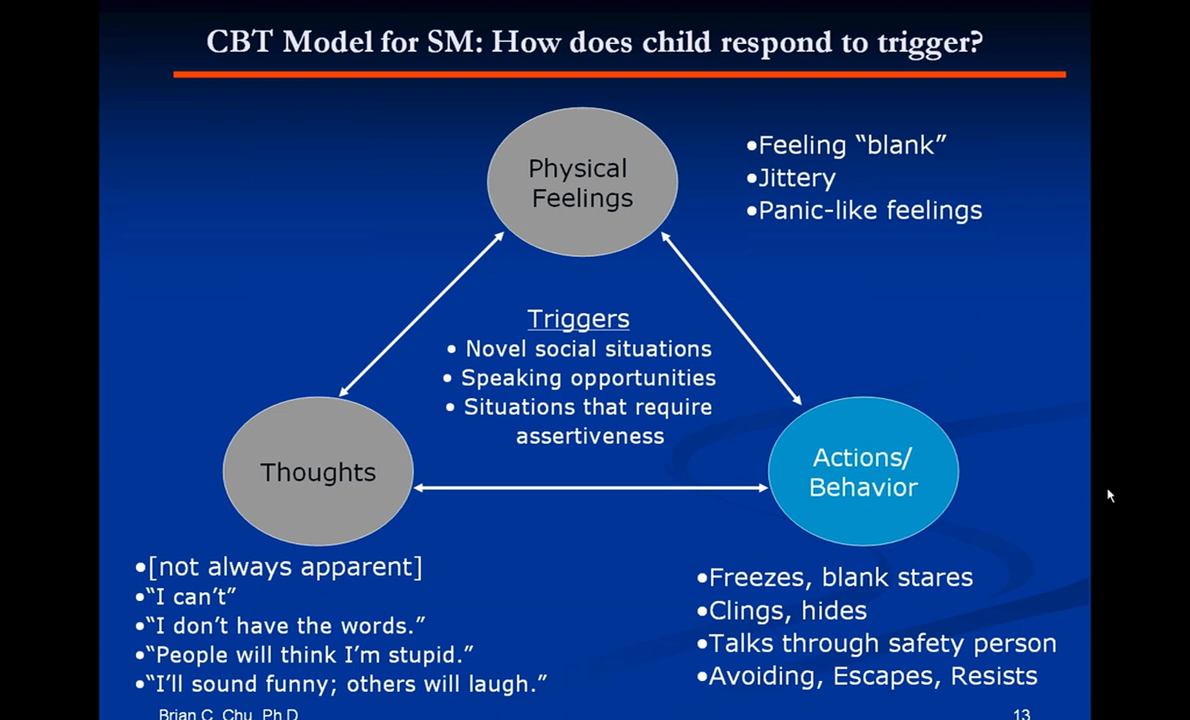 CBT Model for SM: How does child respond to trigger?
Physical
Feelings
•Feeling “blank”
•Jittery
•Panic-like feelings
Triggers
• Novel social situations
• Speaking opportunities
• Situations that require
assertiveness
Thoughts
Actions/
Behavior
•[not always apparent]
•“I can’t”
•“I don’t have the words.”
•“People will think I’m stupid.”
•“I’ll sound funny; others will laugh.”
•Freezes, blank stares
•Clings, hides
•Talks through safety person
•Avoiding, Escapes, Resists
Brian C. Chu, Ph.D.
13